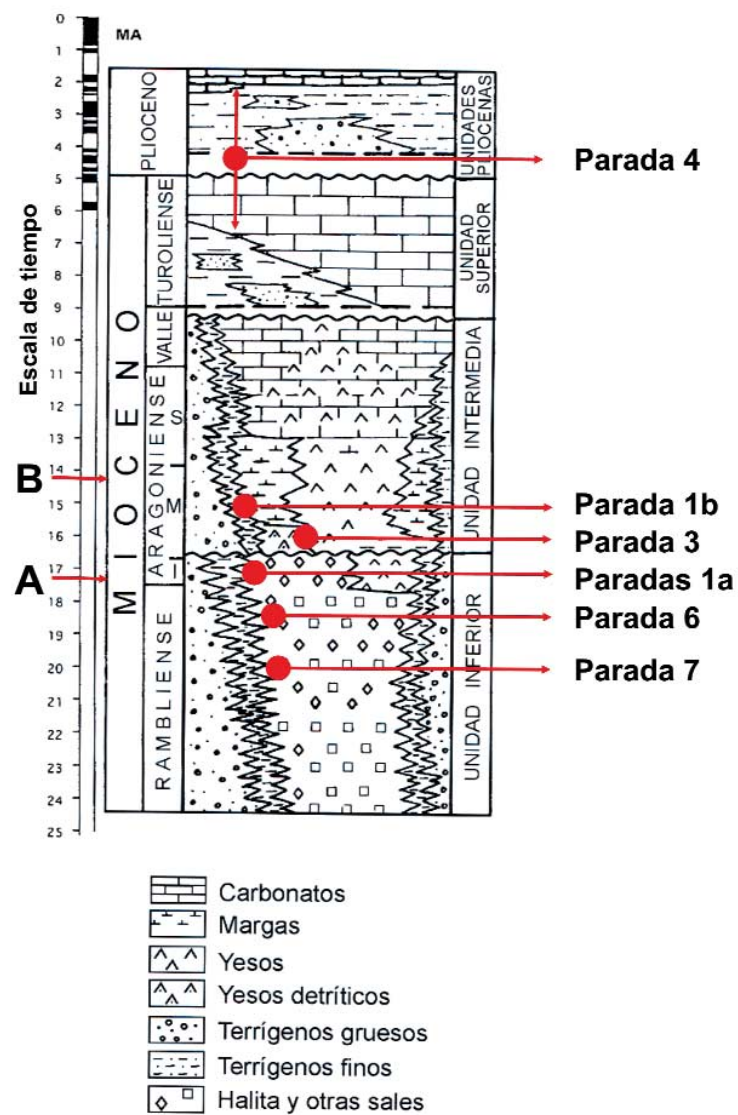 0
MA
1
2
3
4
5
6
7
8
9
10
11
12
13
14
15
16
17
18
19
20
21
22
23
24
25
Escala de tiempo
B
A
MIOCENO
PLIOCENO
TUROLIENSE
VALLE
ARAGONIENSE
S
M
I
RAMBLIENSE
UNIDADES
PLIOCENAS
UNIDAD
SUPERIOR
UNIDAD INTERMEDIA
UNIDAD INFERIOR
Parada 4
Parada 1b
Parada 3
Paradas 1a
Parada 6
Parada 7
Carbonatos
Margas
Yesos
Yesos detríticos
Terrígenos gruesos
Terrígenos finos
Halita y otras sales